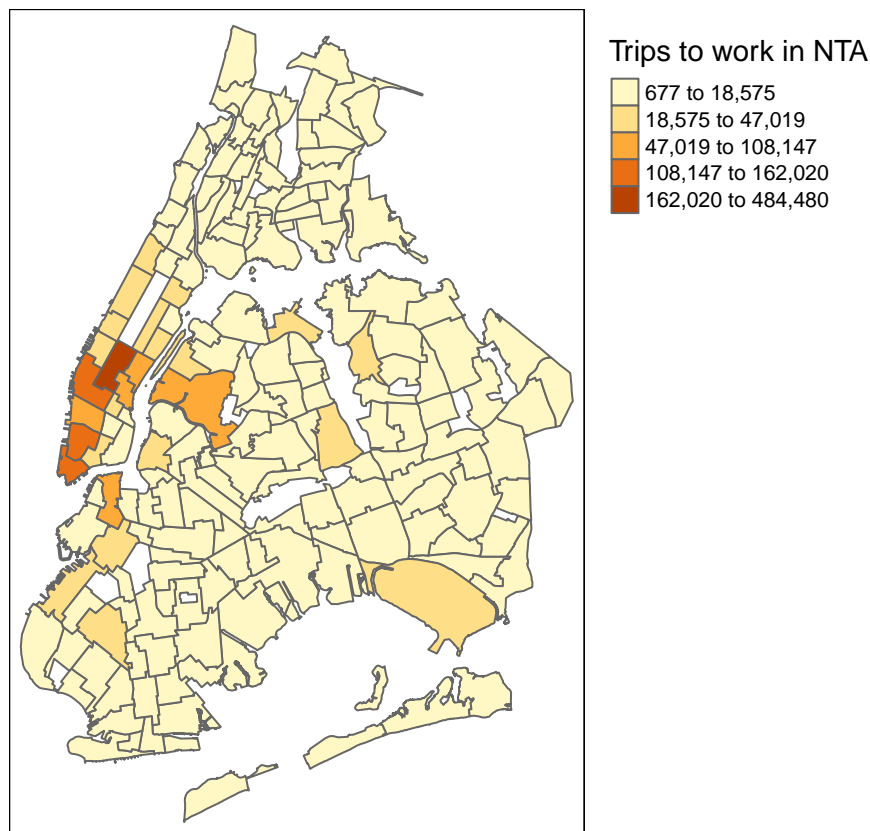 Trips to work in NTA
677 to 18,575
18,575 to 47,019
47,019 to 108,147
108,147 to 162,020
162,020 to 484,480